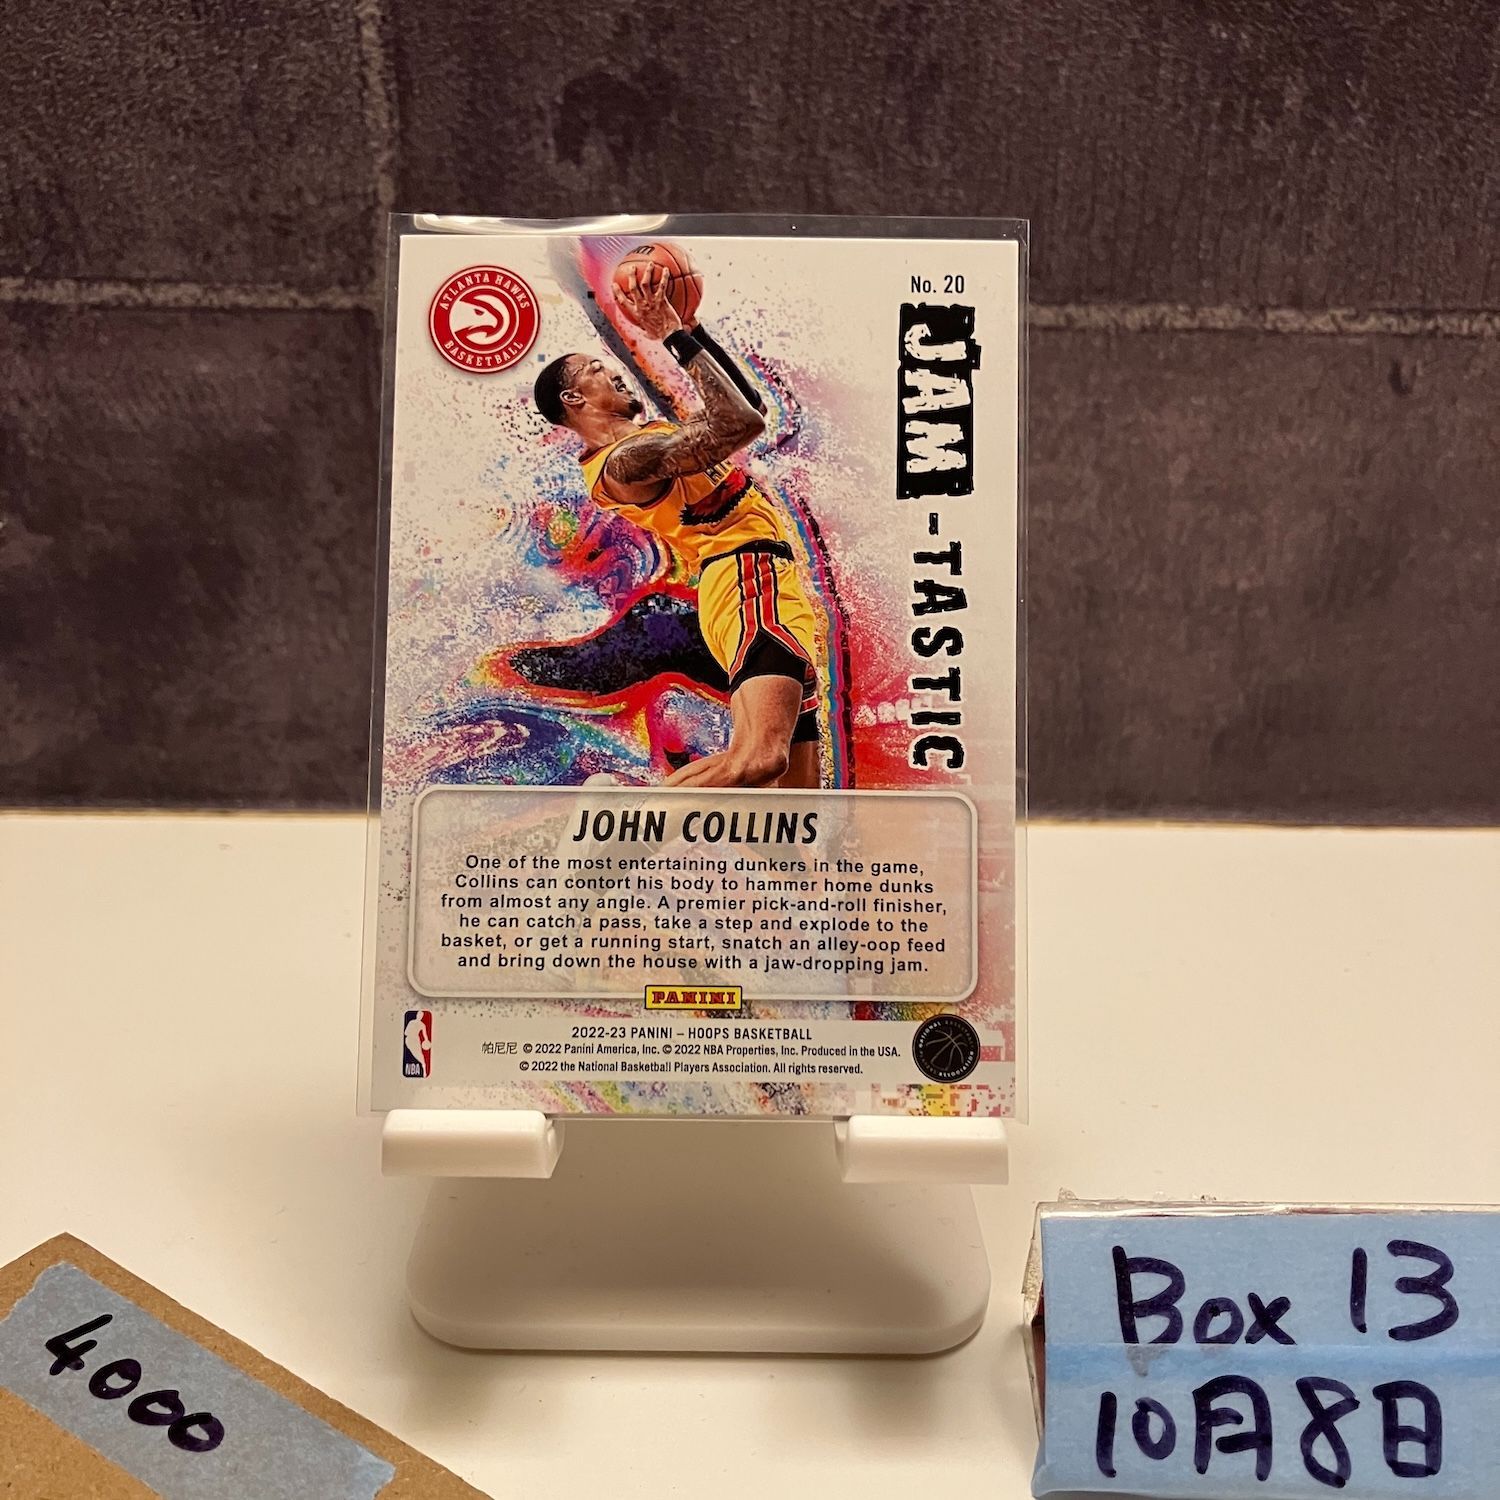 ATLANTA HAWKS
BASKETBALL
No. 20
JAM-TASTIC
JOHN COLLINS
One of the most entertaining dunkers in the game,
Collins can contort his body to hammer home dunks
from almost any angle. A premier pick-and-roll finisher,
he can catch a pass, take a step and explode to the
basket, or get a running start, snatch an alley-oop feed
and bring down the house with a jaw-dropping jam.
PANINI
2022-23 PANINI – HOOPS BASKETBALL
帕尼尼 © 2022 Panini America, Inc. © 2022 NBA Properties, Inc. Produced in the USA.
© 2022 the National Basketball Players Association. All rights reserved.
NBA
4000
Box 13
10月8日